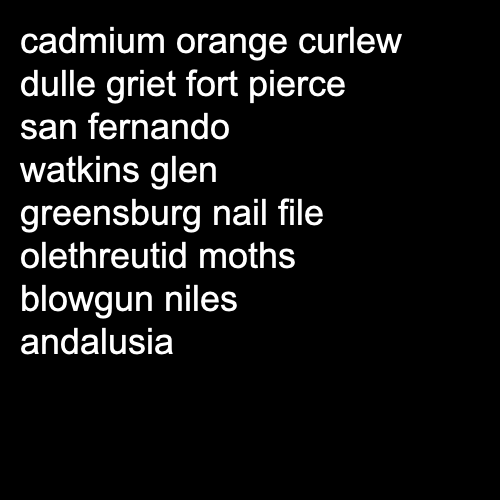 cadmium orange curlew
dulle griet fort pierce
san fernando
watkins glen
greensburg nail file
olethreutid moths
blowgun niles
andalusia